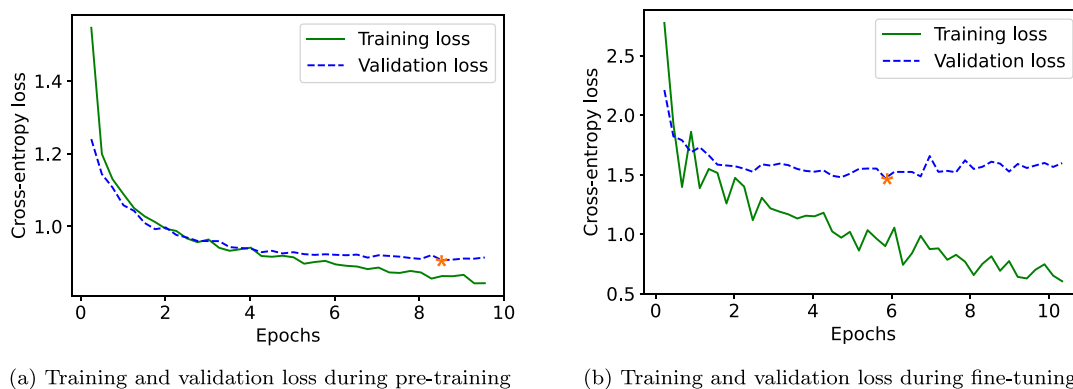 Cross-entropy loss
1.4
1.2
1.0
Training loss
Validation loss
0
2
4
6
8
10
Epochs
(a) Training and validation loss during pre-training
Cross-entropy loss
2.5
2.0
1.5
1.0
0.5
Training loss
Validation loss
0
2
4
6
8
10
Epochs
(b) Training and validation loss during fine-tuning